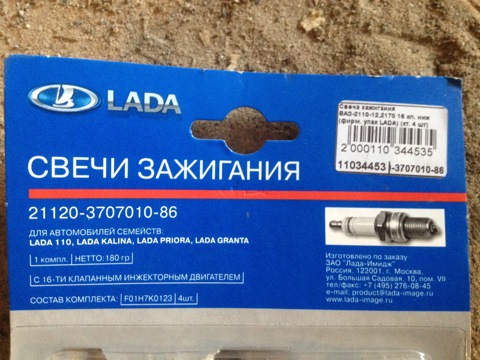 LADA
Свеча зажигания
ВАЗ-2110-12,2170 16 кл. инж
(фирм. упак LADA) (кт. 4 шт)
2 000110 344535
11034453 -3707010-86
СВЕЧИ ЗАЖИГАНИЯ
21120-3707010-86
ДЛЯ АВТОМОБИЛЕЙ СЕМЕЙСТВ:
LADA 110, LADA KALINA, LADA PRIORA, LADA GRANTA
1 компл. НЕТТО: 180 гр
С 16-ТИ КЛАПАННЫМ ИНЖЕКТОРНЫМ ДВИГАТЕЛЕМ
СОСТАВ КОМПЛЕКТА: F01H7K0123 4шт.
Изготовлено по заказу
ЗАО "Лада-Имидж"
Россия. 123001. г. Москва,
ул. Большая Садовая, 10, пом. VII
тел: +7 (495) 276-08-45
e-mail: product@lada-image.ru
www.lada-image.ru